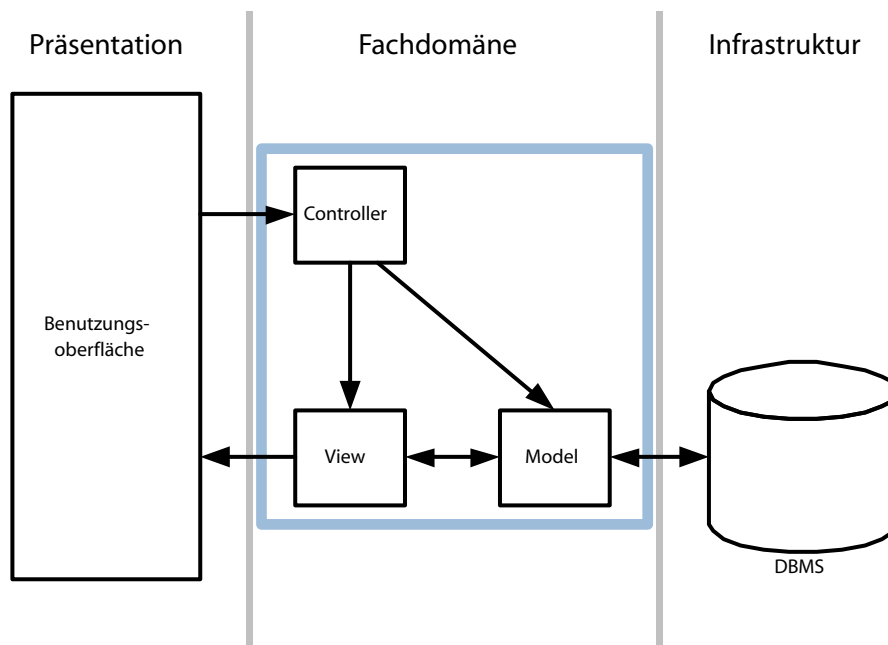 Präsentation
Fachdomäne
Infrastruktur
Controller
Benutzungs-
oberfläche
View
Model
DBMS